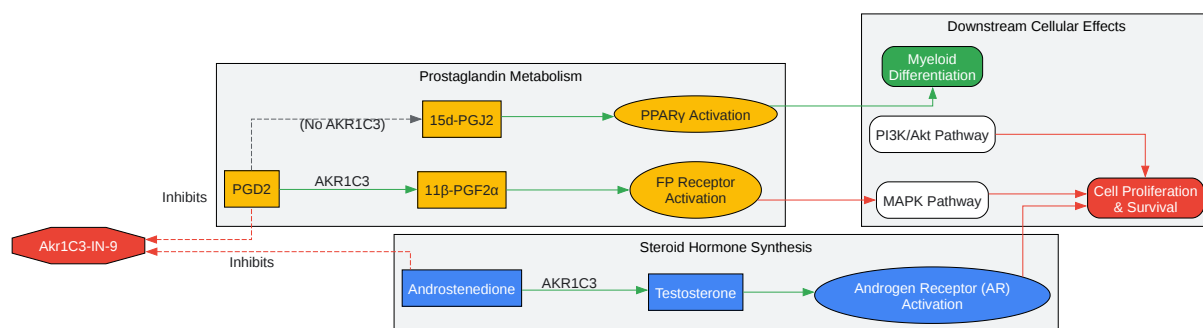 Downstream Cellular Effects
Myeloid
Differentiation
Prostaglandin Metabolism
(No AKR1C3)
15d-PGJ2
PPARγ Activation
PI3K/Akt Pathway
PGD2
AKR1C3
11β-PGF2α
FP Receptor
Activation
MAPK Pathway
Cell Proliferation
& Survival
Inhibits
Akr1C3-IN-9
Inhibits
Steroid Hormone Synthesis
Androstenedione
AKR1C3
Testosterone
Androgen Receptor (AR)
Activation